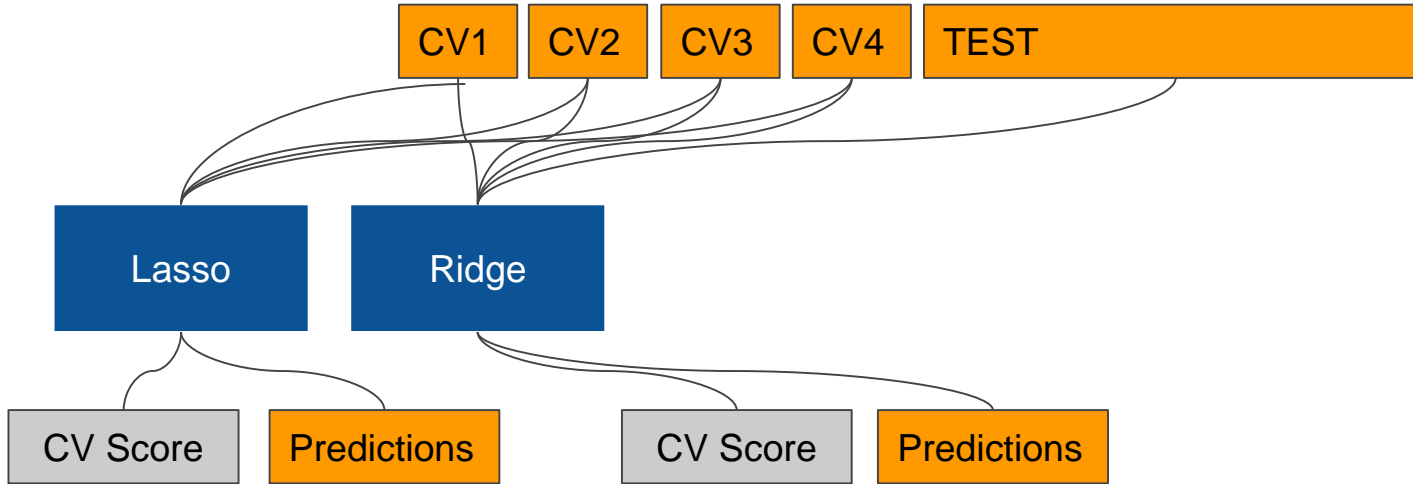 CV1 CV2 CV3 CV4 TEST
Lasso Ridge
CV Score Predictions CV Score Predictions